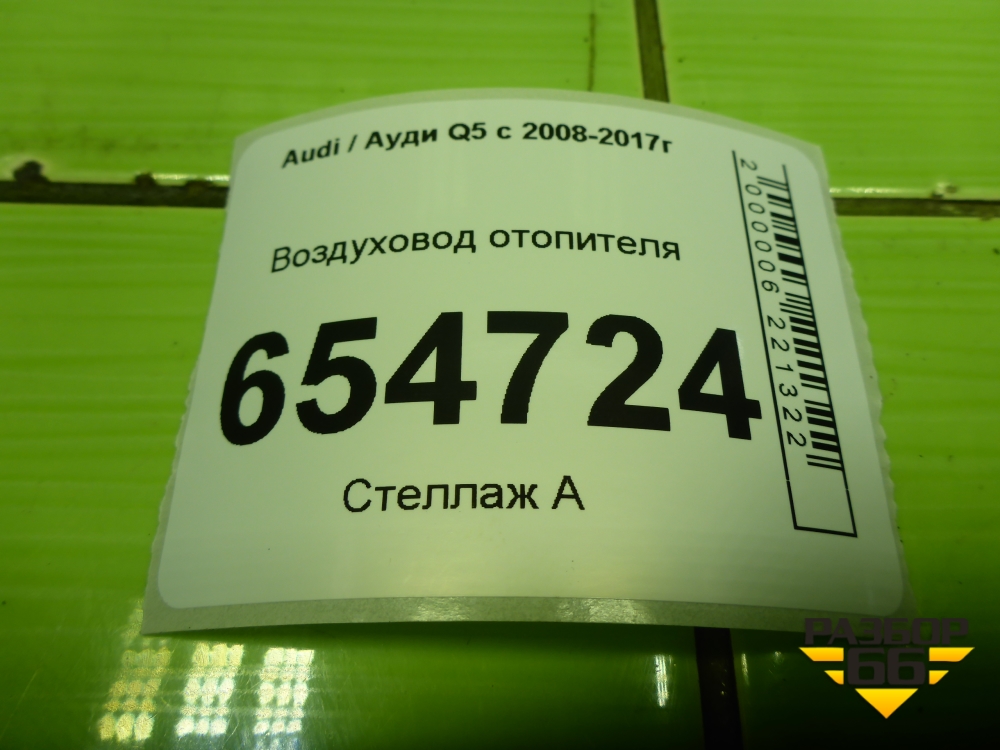 Audi / Ауди Q5 с 2008-2017г
Воздуховод отопителя
654724
Стеллаж А
2000006221322
РАЗБОР
66